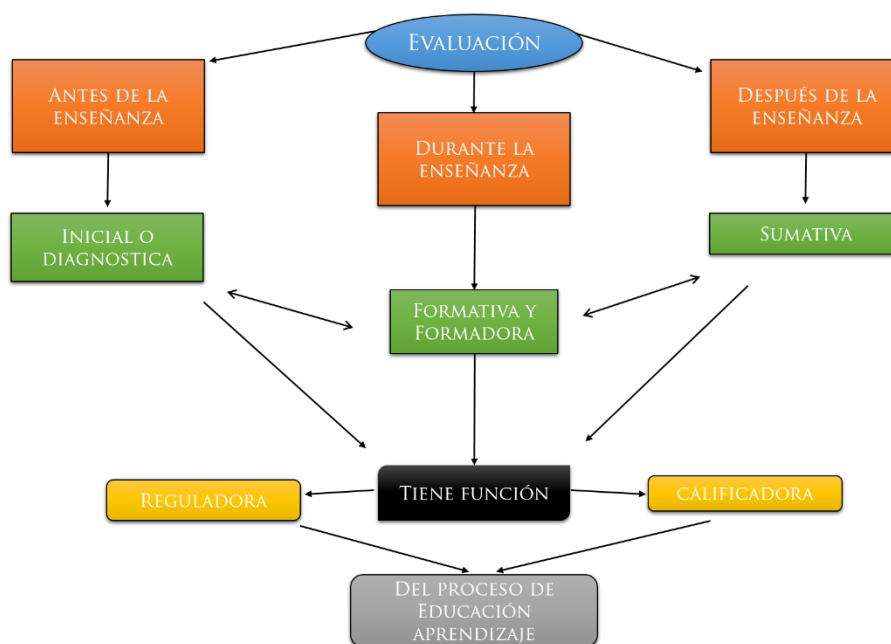 Evaluación
Antes de la
enseñanza
Durante la
enseñanza
Después de la
enseñanza
Inicial o
diagnostica
Formativa y
Formadora
Sumativa
Reguladora
Tiene función
calificadora
Del proceso de
Educación
aprendizaje